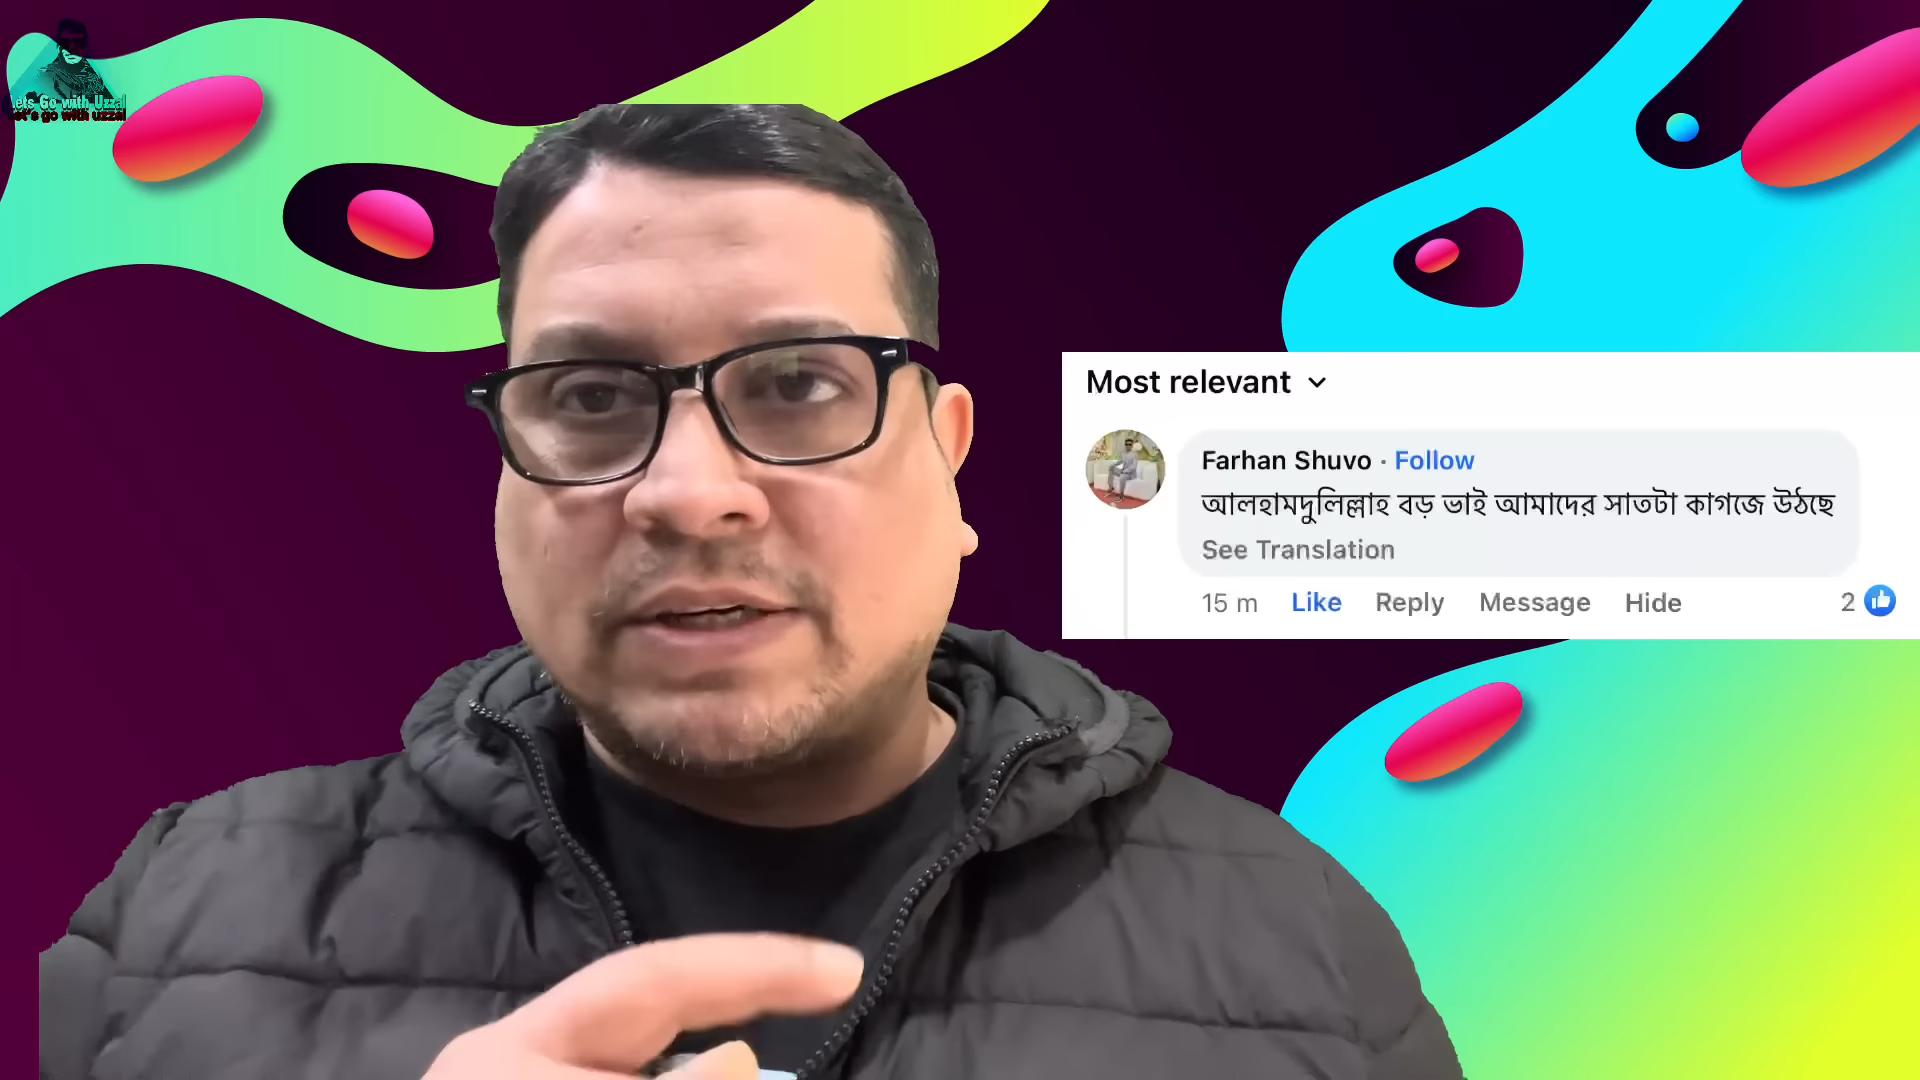 Lets Go with Uzzal
let's go with uzzal
Most relevant
Farhan Shuvo · Follow
আলহামদুলিল্লাহ বড় ভাই আমাদের সাতটা কাগজে উঠছে
See Translation
15 m Like Reply Message Hide 2